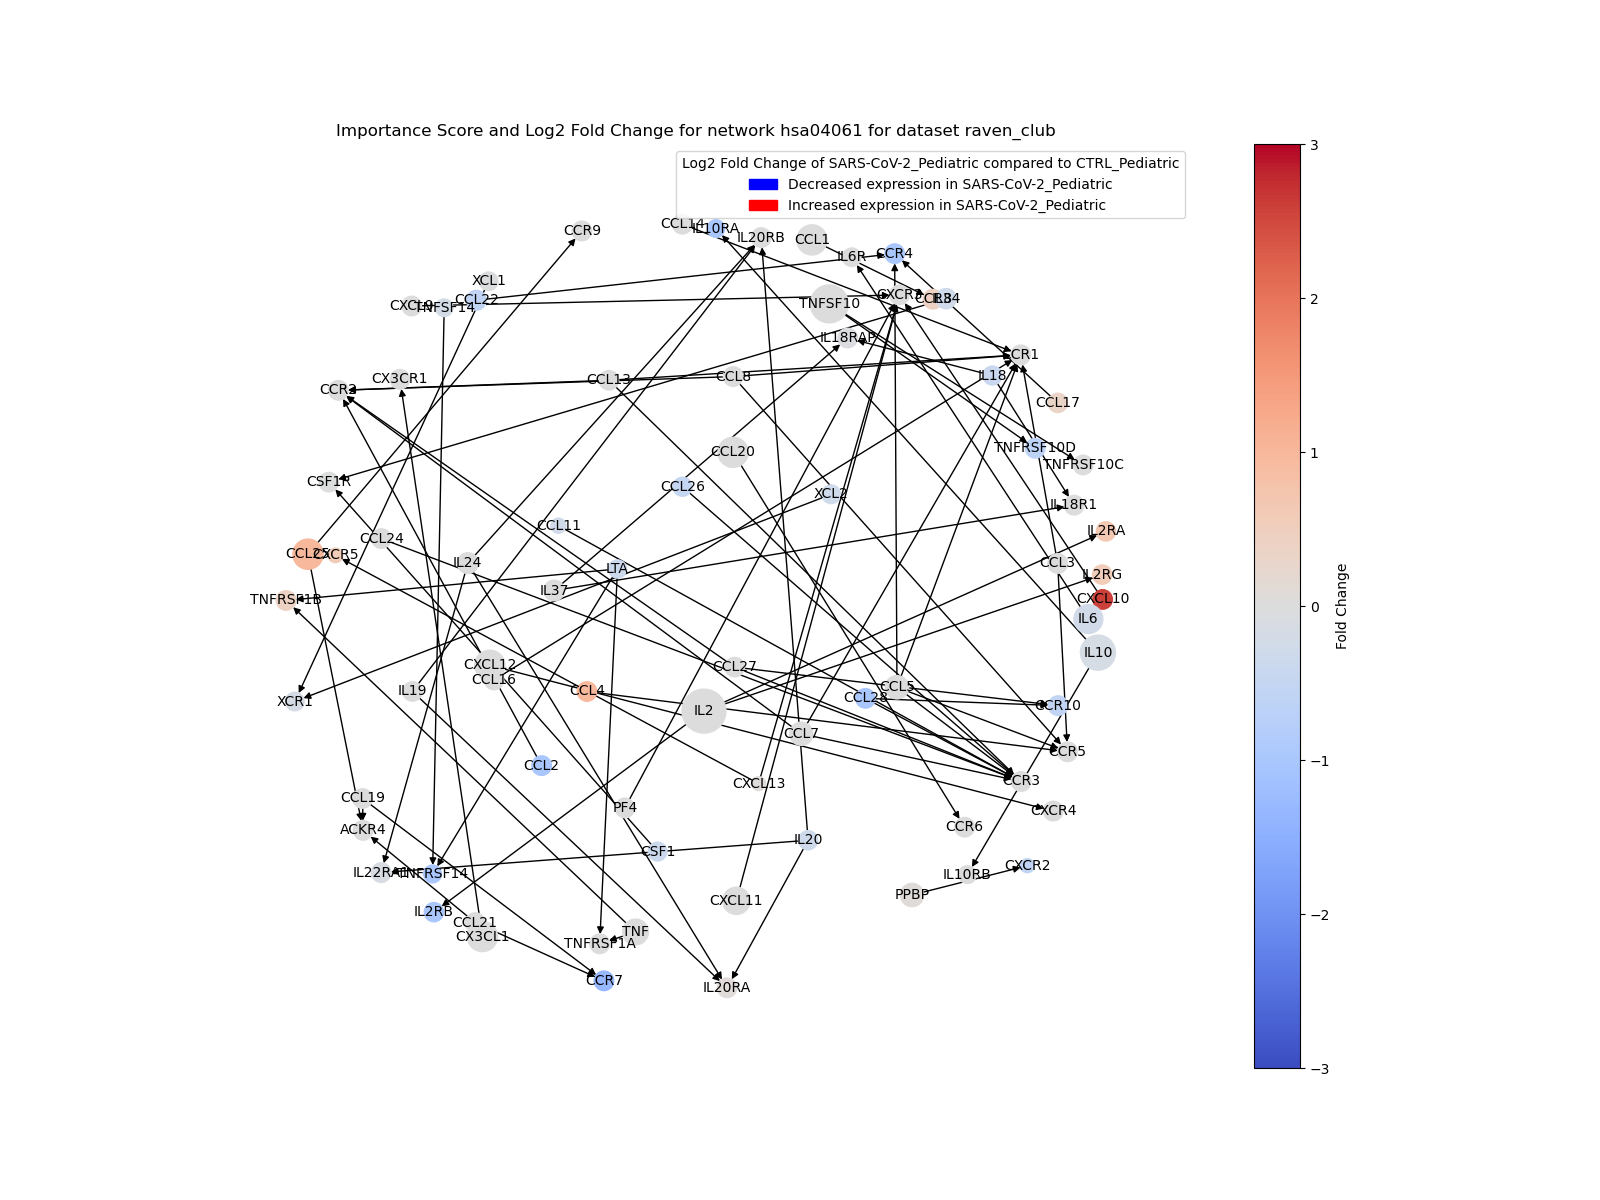 Importance Score and Log2 Fold Change for network hsa04061 for dataset raven_club
Log2 Fold Change of SARS-CoV-2_Pediatric compared to CTRL_Pediatric
Decreased expression in SARS-CoV-2_Pediatric
Increased expression in SARS-CoV-2_Pediatric
3
2
1
0
−1
−2
−3
Fold Change
CCR9
CCL14
IL10RA
IL20RB
CCL1
IL6R
CCR4
XCL1
CCL22
CXCL9
TNFSF14
TNFSF10
CCR8
IL34
IL18RAP
CCR1
CX3CR1
CCR2
CCL13
CCL8
IL18
CCL17
TNFRSF10D
CCL20
TNFRSF10C
CSF1R
CCL26
XCL2
IL18R1
CCL11
IL2RA
CCL24
CCL25
CXCR5
IL24
LTA
CCL3
IL2RG
IL37
TNFRSF1B
CXCL10
IL6
IL10
CXCL12
CCL27
CCL16
IL19
CCL4
CCL5
CCL28
XCR1
IL2
CCR10
CCL7
CCR5
CCL2
CXCL13
CCR3
CCL19
PF4
CXCR4
ACKR4
CCR6
IL20
CSF1
CXCR2
IL22RA1
TNFRSF14
IL10RB
PPBP
CXCL11
IL2RB
CCL21
CX3CL1
TNF
TNFRSF1A
CCR7
IL20RA